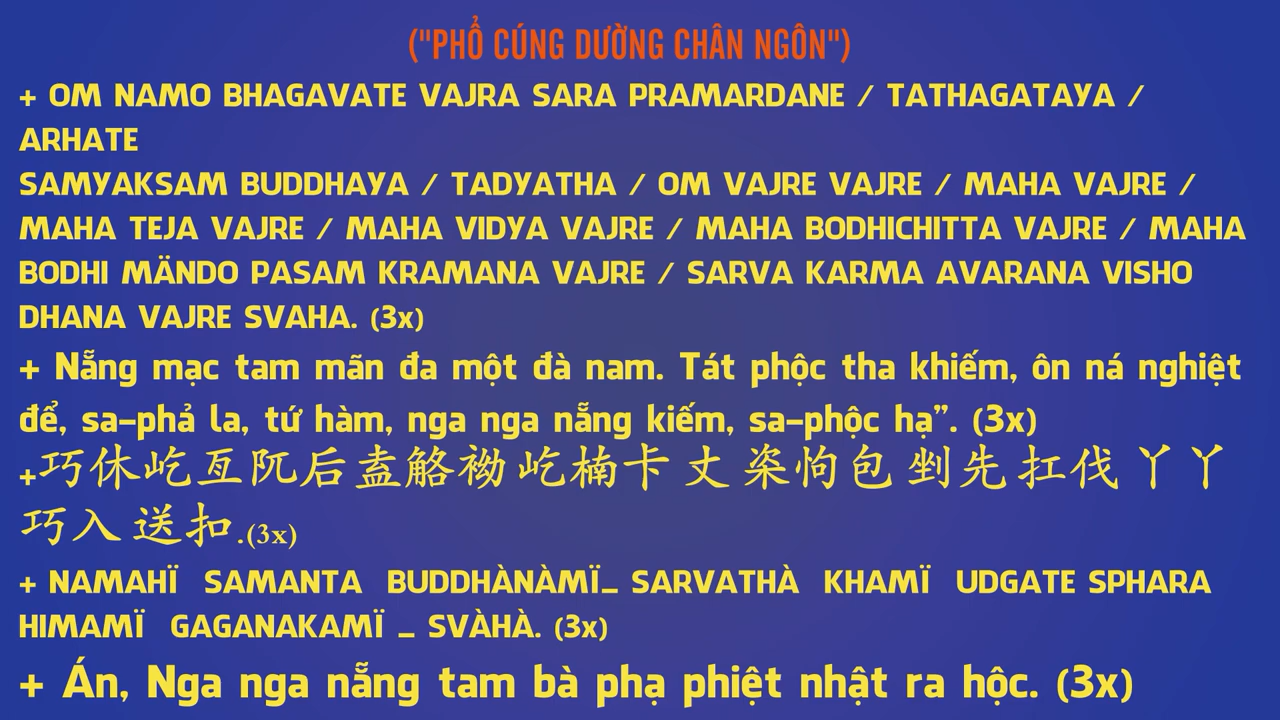 ("PHỔ CÚNG DƯỜNG CHÂN NGÔN")
+ OM NAMO BHAGAVATE VAJRA SARA PRAMARDANE / TATHAGATAYA /
ARHATE
SAMYAKSAM BUDDHAYA / TADYATHA / OM VAJRE VAJRE / MAHA VAJRE /
MAHA TEJA VAJRE / MAHA VIDYA VAJRE / MAHA BODHICHITTA VAJRE / MAHA
BODHI MÄNDO PASAM KRAMANA VAJRE / SARVA KARMA AVARANA VISHO
DHANA VAJRE SVAHA. (3x)
+ Nẵng mạc tam mãn đa một đà nam. Tát phộc tha khiếm, ôn ná nghiệt
để, sa-phả la, tứ hàm, nga nga nẵng kiếm, sa-phộc hạ”. (3x)
+巧休屹亙阢后盍觡袎屹楠卡丈楶怐包剉先扛伐丫丫
巧入送扣.(3x)
+ NAMAHÏ SAMANTA BUDDHÀNÀMÏ_ SARVATHÀ KHAMÏ UDGATE SPHARA
HIMAMÏ GAGANAKAMÏ _ SVÀHÀ. (3x)
+ Án, Nga nga nẵng tam bà phạ phiệt nhật ra hộc. (3x)